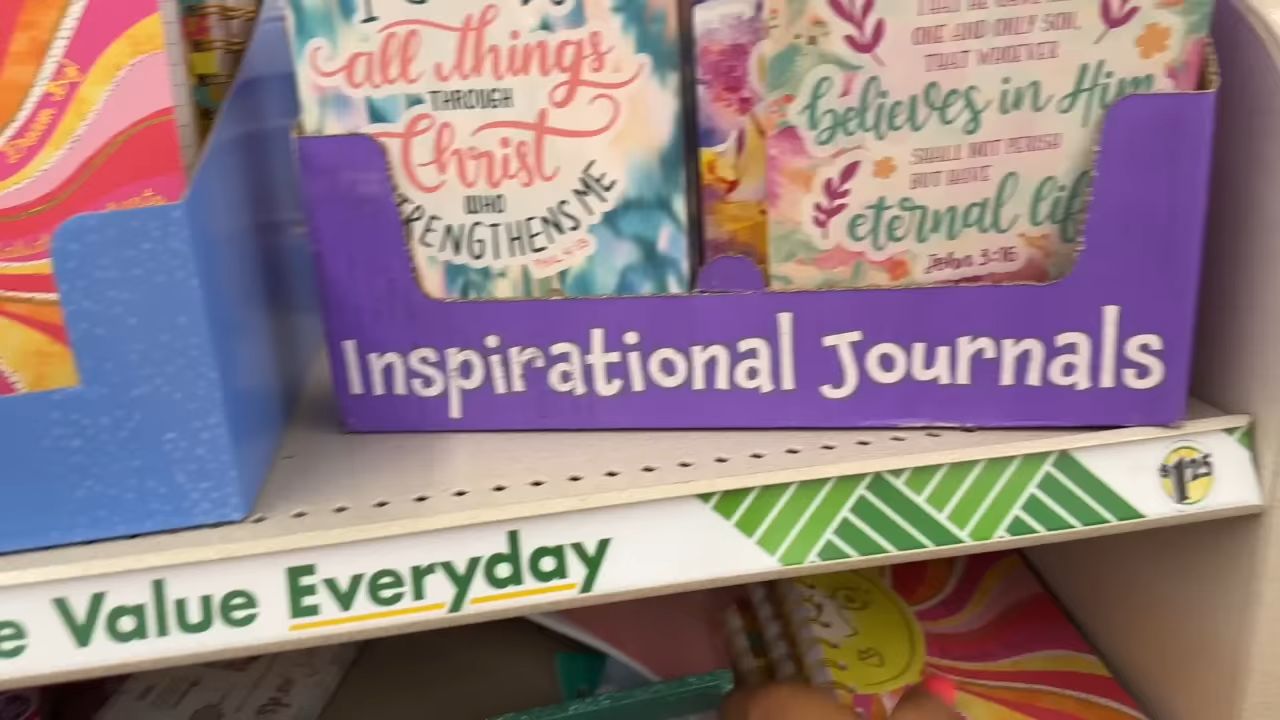 all things
THROUGH
Christ
WHO
STRENGTHENS ME
ONE AND ONLY SON,
THAT WHOEVER
believes in Him
SHALL NOT PERISH
BUT HAVE
eternal lif
John 3:16
Inspirational Journals
$1.25
e Value Everyday